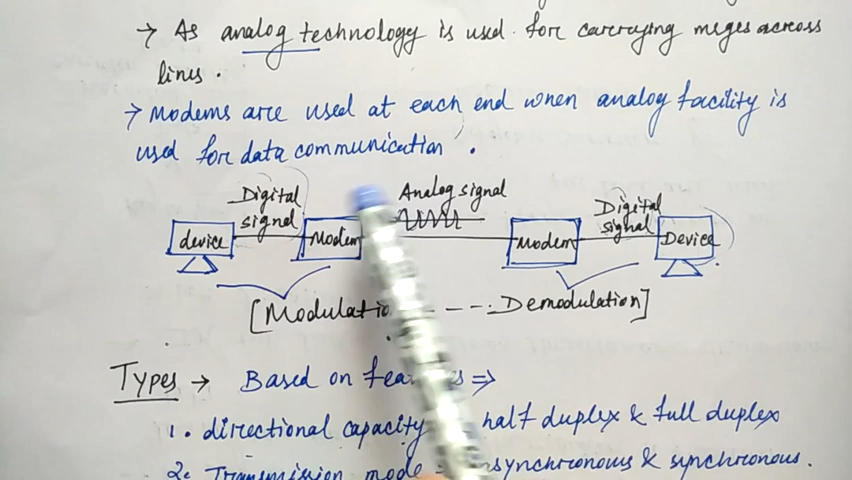 → As analog technology is used for carrying msges across
lines.
→ Modems are used at each end when analog facility is
used for data communication.
Digital signal
Analog signal
Digital signal
device
Modem
Modem
Device
[Modulatio - - - Demodulation]
Types → Based on features ⇒
1. directional capacity half duplex & full duplex
2. Transmission mode synchronous & synchronous.